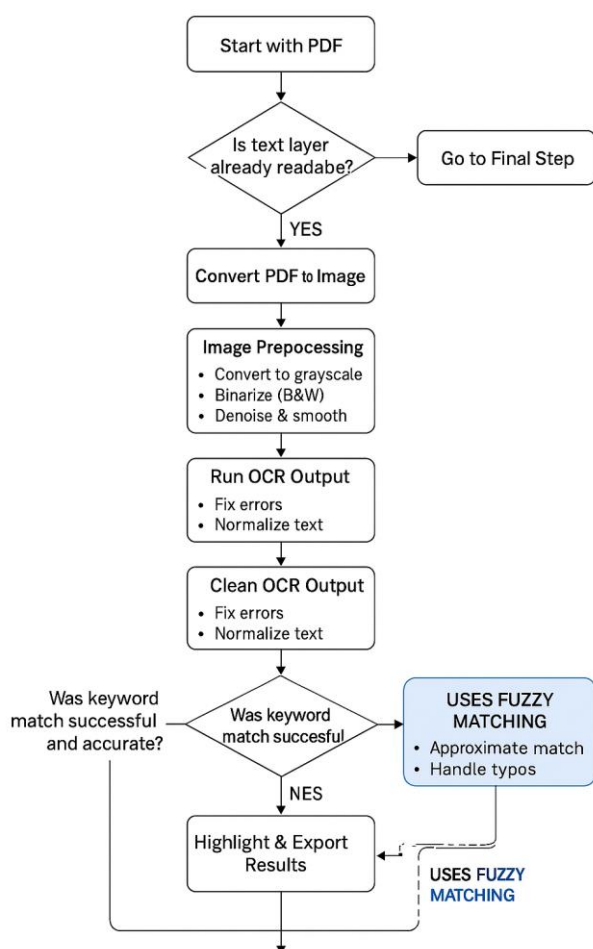 Start with PDF
Is text layer
already readabe?
Go to Final Step
YES
Convert PDF to Image
Image Prepocessing
• Convert to grayscale
• Binarize (B&W)
• Denoise & smooth
Run OCR Output
• Fix errors
• Normalize text
Clean OCR Output
• Fix errors
• Normalize text
Was keyword
match successful
and accurate?
Was keyword
match succesful
USES FUZZY
MATCHING
• Approximate match
• Handle typos
NES
Highlight & Export
Results
USES FUZZY
MATCHING